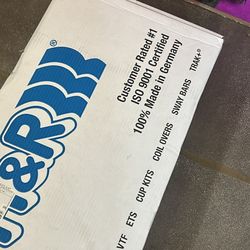 H&R®
Customer Rated #1
ISO 9001 Certified
100% Made in Germany
VTF ETS CUP KITS COIL OVERS SWAY BARS TRAK+®